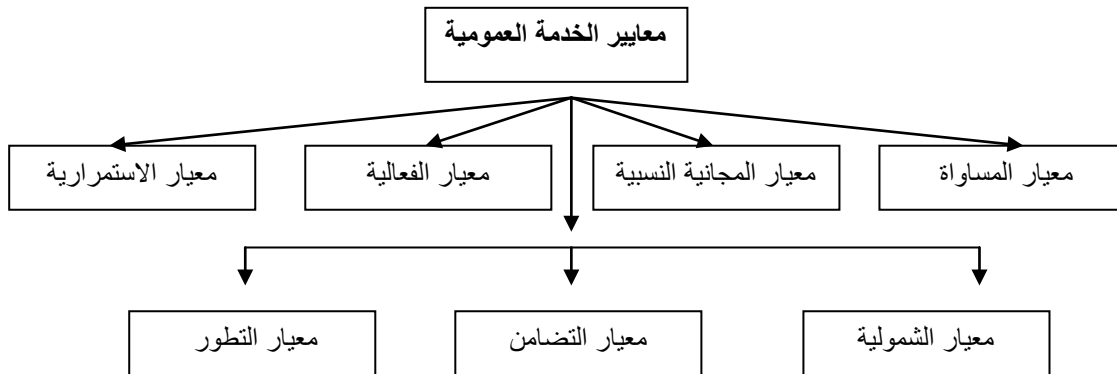 معايير الخدمة العمومية
معيار المساواة
معيار المجانية النسبية
معيار الفعالية
معيار الاستمرارية
معيار الشمولية
معيار التضامن
معيار التطور